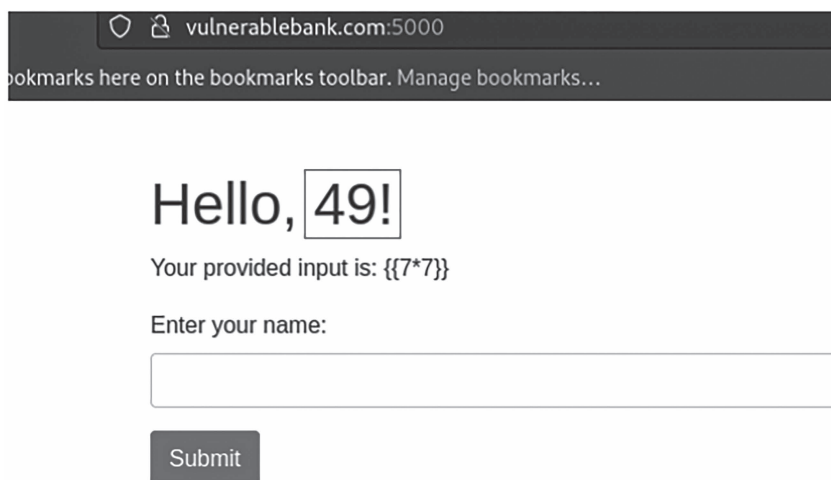 vulnerablebank.com:5000
ookmarks here on the bookmarks toolbar. Manage bookmarks...
Hello, 49!
Your provided input is: {{7*7}}
Enter your name:
Submit